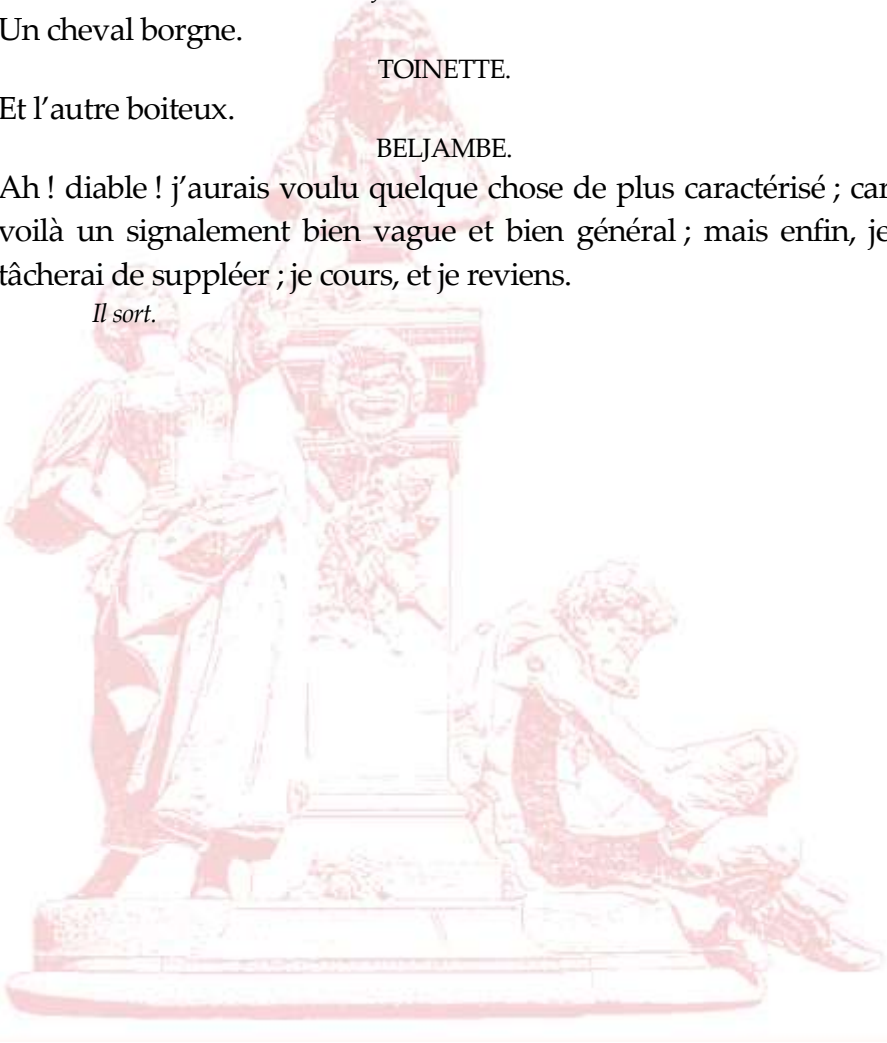 Un cheval borgne.
TOINETTE.
Et l’autre boiteux.
BELJAMBE.
Ah ! diable ! j’aurais voulu quelque chose de plus caractérisé ; car
voilà un signalement bien vague et bien général ; mais enfin, je
tâcherai de suppléer ; je cours, et je reviens.
Il sort.